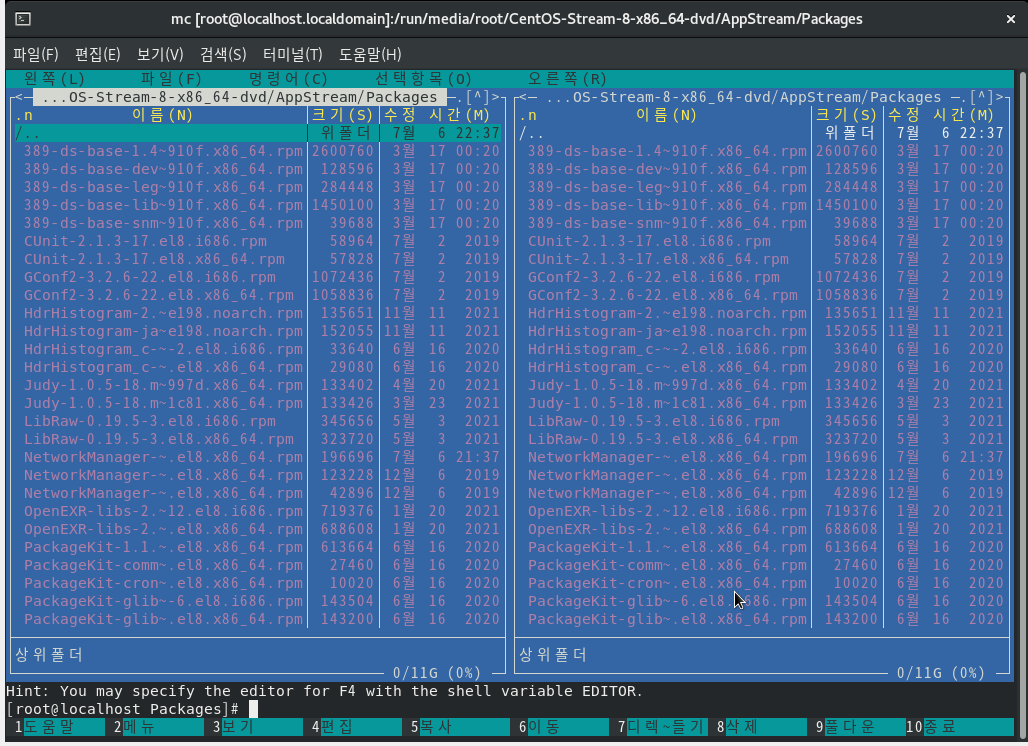 mc [root@localhost.localdomain]:/run/media/root/CentOS-Stream-8-x86_64-dvd/AppStream/Packages ×
파일(F) 편집(E) 보기(V) 검색(S) 터미널(T) 도움말(H)
왼쪽(L) 파일(F) 명령어(C) 선택항목(O) 오른쪽(R)
<— ...OS-Stream-8-x86_64-dvd/AppStream/Packages —.[^]> <— ...OS-Stream-8-x86_64-dvd/AppStream/Packages —.[^]>
.n 이름(N) 크기(S) 수정 시간(M) .n 이름(N) 크기(S) 수정 시간(M)
/.. 위폴더 7월 6 22:37 /.. 위폴더 7월 6 22:37
389-ds-base-1.4~910f.x86_64.rpm 2600760 3월 17 00:20 389-ds-base-1.4~910f.x86_64.rpm 2600760 3월 17 00:20
389-ds-base-dev~910f.x86_64.rpm 128596 3월 17 00:20 389-ds-base-dev~910f.x86_64.rpm 128596 3월 17 00:20
389-ds-base-leg~910f.x86_64.rpm 284448 3월 17 00:20 389-ds-base-leg~910f.x86_64.rpm 284448 3월 17 00:20
389-ds-base-lib~910f.x86_64.rpm 1450100 3월 17 00:20 389-ds-base-lib~910f.x86_64.rpm 1450100 3월 17 00:20
389-ds-base-snm~910f.x86_64.rpm 39688 3월 17 00:20 389-ds-base-snm~910f.x86_64.rpm 39688 3월 17 00:20
CUnit-2.1.3-17.el8.i686.rpm 58964 7월 2 2019 CUnit-2.1.3-17.el8.i686.rpm 58964 7월 2 2019
CUnit-2.1.3-17.el8.x86_64.rpm 57828 7월 2 2019 CUnit-2.1.3-17.el8.x86_64.rpm 57828 7월 2 2019
GConf2-3.2.6-22.el8.i686.rpm 1072436 7월 2 2019 GConf2-3.2.6-22.el8.i686.rpm 1072436 7월 2 2019
GConf2-3.2.6-22.el8.x86_64.rpm 1058836 7월 2 2019 GConf2-3.2.6-22.el8.x86_64.rpm 1058836 7월 2 2019
HdrHistogram-2.~e198.noarch.rpm 135651 11월 11 2021 HdrHistogram-2.~e198.noarch.rpm 135651 11월 11 2021
HdrHistogram-ja~e198.noarch.rpm 152055 11월 11 2021 HdrHistogram-ja~e198.noarch.rpm 152055 11월 11 2021
HdrHistogram_c-~-2.el8.i686.rpm 33640 6월 16 2020 HdrHistogram_c-~-2.el8.i686.rpm 33640 6월 16 2020
HdrHistogram_c-~.el8.x86_64.rpm 29080 6월 16 2020 HdrHistogram_c-~.el8.x86_64.rpm 29080 6월 16 2020
Judy-1.0.5-18.m~997d.x86_64.rpm 133402 4월 20 2021 Judy-1.0.5-18.m~997d.x86_64.rpm 133402 4월 20 2021
Judy-1.0.5-18.m~1c81.x86_64.rpm 133426 3월 23 2021 Judy-1.0.5-18.m~1c81.x86_64.rpm 133426 3월 23 2021
LibRaw-0.19.5-3.el8.i686.rpm 345656 5월 3 2021 LibRaw-0.19.5-3.el8.i686.rpm 345656 5월 3 2021
LibRaw-0.19.5-3.el8.x86_64.rpm 323720 5월 3 2021 LibRaw-0.19.5-3.el8.x86_64.rpm 323720 5월 3 2021
NetworkManager-~.el8.x86_64.rpm 196696 7월 6 21:37 NetworkManager-~.el8.x86_64.rpm 196696 7월 6 21:37
NetworkManager-~.el8.x86_64.rpm 123228 12월 6 2019 NetworkManager-~.el8.x86_64.rpm 123228 12월 6 2019
NetworkManager-~.el8.x86_64.rpm 42896 12월 6 2019 NetworkManager-~.el8.x86_64.rpm 42896 12월 6 2019
OpenEXR-libs-2.~12.el8.i686.rpm 719376 1월 20 2021 OpenEXR-libs-2.~12.el8.i686.rpm 719376 1월 20 2021
OpenEXR-libs-2.~.el8.x86_64.rpm 688608 1월 20 2021 OpenEXR-libs-2.~.el8.x86_64.rpm 688608 1월 20 2021
PackageKit-1.1.~.el8.x86_64.rpm 613664 6월 16 2020 PackageKit-1.1.~.el8.x86_64.rpm 613664 6월 16 2020
PackageKit-comm~.el8.x86_64.rpm 27460 6월 16 2020 PackageKit-comm~.el8.x86_64.rpm 27460 6월 16 2020
PackageKit-cron~.el8.x86_64.rpm 10020 6월 16 2020 PackageKit-cron~.el8.x86_64.rpm 10020 6월 16 2020
PackageKit-glib~-6.el8.i686.rpm 143504 6월 16 2020 PackageKit-glib~-6.el8.i686.rpm 143504 6월 16 2020
PackageKit-glib~.el8.x86_64.rpm 143200 6월 16 2020 PackageKit-glib~.el8.x86_64.rpm 143200 6월 16 2020
상위폴더 상위폴더
0/11G (0%) 0/11G (0%)
Hint: You may specify the editor for F4 with the shell variable EDITOR.
[root@localhost Packages]#
1도움말 2메뉴 3보기 4편집 5복사 6이동 7디렉~들기 8삭제 9풀다운 10종료